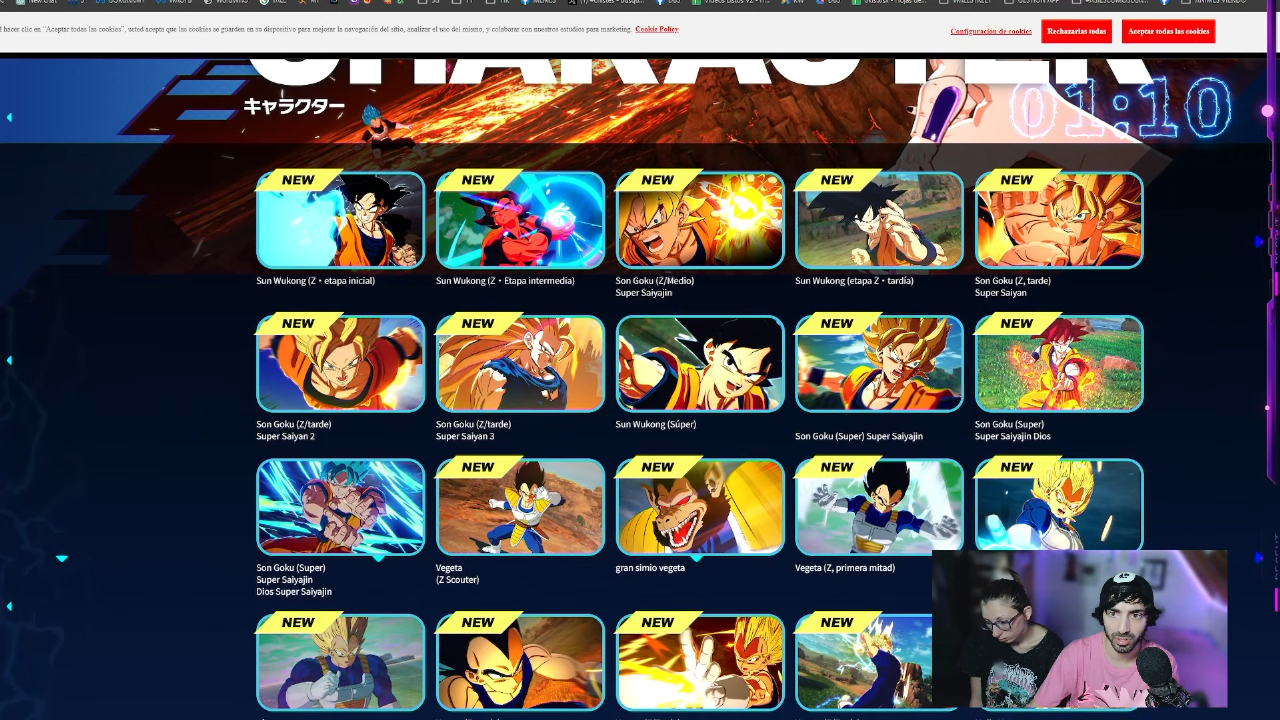 l hacer clic en "Aceptar todas las cookies", usted acepta que las cookies se guarden en su dispositivo para mejorar la navegación del sitio, analizar el uso del mismo, y colaborar con nuestros estudios para marketing. Cookie Policy
Configuración de cookies
Rechazarlas todas
Aceptar todas las cookies
CHARACTER
キャラクター
01:10
NEW
NEW
NEW
NEW
NEW
Sun Wukong (Z・etapa inicial)
Sun Wukong (Z・Etapa intermedia)
Son Goku (Z/Medio)
Super Saiyajin
Sun Wukong (etapa Z・tardía)
Son Goku (Z, tarde)
Super Saiyan
NEW
NEW
NEW
NEW
Son Goku (Z/tarde)
Super Saiyan 2
Son Goku (Z/tarde)
Super Saiyan 3
Sun Wukong (Súper)
Son Goku (Super) Super Saiyajin
Son Goku (Super)
Super Saiyajin Dios
NEW
NEW
NEW
NEW
Son Goku (Super)
Super Saiyajin
Dios Super Saiyajin
Vegeta
(Z Scouter)
gran simio vegeta
Vegeta (Z, primera mitad)
NEW
NEW
NEW
NEW